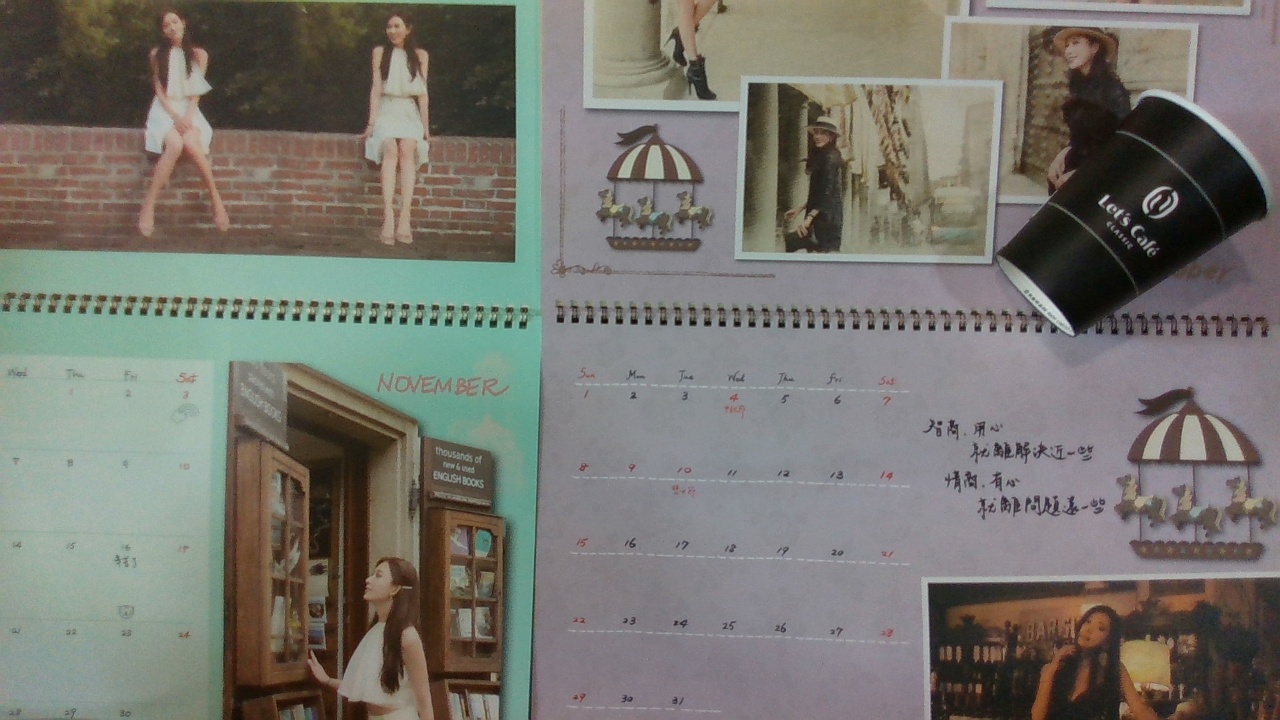 Let's Café
CLASSIC
Wed Thu Fri Sat
1 2 3
7 8 9 10
14 15 16 17
21 22 23 24
28 29 30
NOVEMBER
ENGLISH BOOKS
thousands of
new & used
ENGLISH BOOKS
Sun Mon Tue Wed Thu Fri Sat
1 2 3 4 5 6 7
8 9 10 11 12 13 14
15 16 17 18 19 20 21
22 23 24 25 26 27 28
29 30 31
智商、用心
就離解決近一些
情商、有心
就離問題遠一些